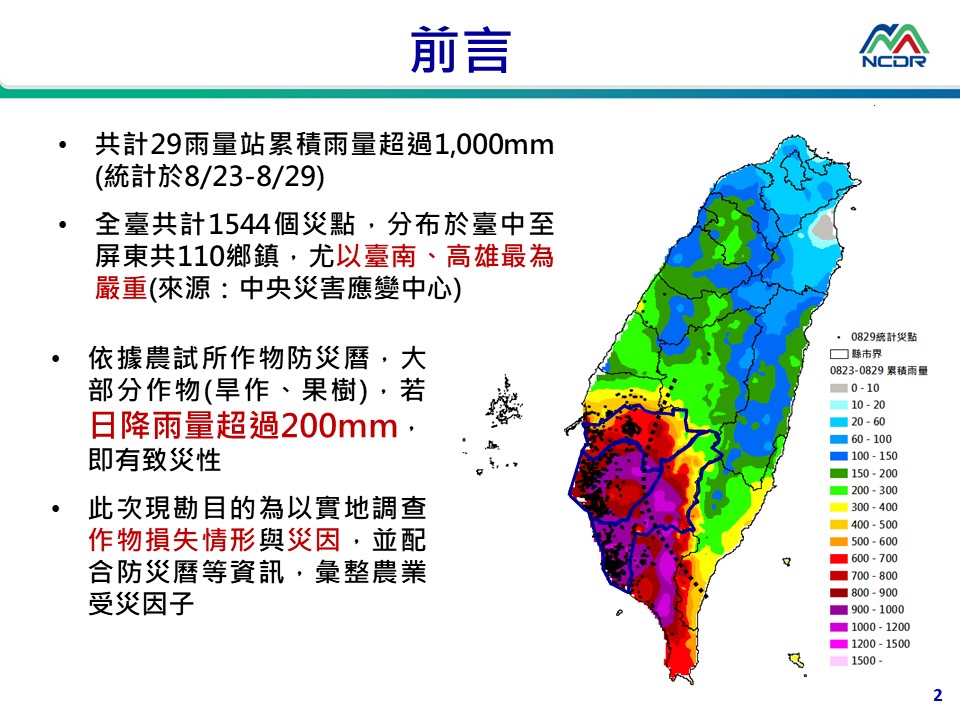 前言
NCDR
• 共計29雨量站累積雨量超過1,000mm
(統計於8/23-8/29)
• 全臺共計1544個災點，分布於臺中至
屏東共110鄉鎮，尤以臺南、高雄最為
嚴重(來源：中央災害應變中心)
• 依據農試所作物防災曆，大
部分作物(旱作、果樹)，若
日降雨量超過200mm，
即有致災性
• 此次現勘目的為以實地調查
作物損失情形與災因，並配
合防災曆等資訊，彙整農業
受災因子
• 0829統計災點
縣市界
0823-0829 累積雨量
0 - 10
10 - 20
20 - 60
60 - 100
100 - 150
150 - 200
200 - 300
300 - 400
400 - 500
500 - 600
600 - 700
700 - 800
800 - 900
900 - 1000
1000 - 1200
1200 - 1500
1500 -
2